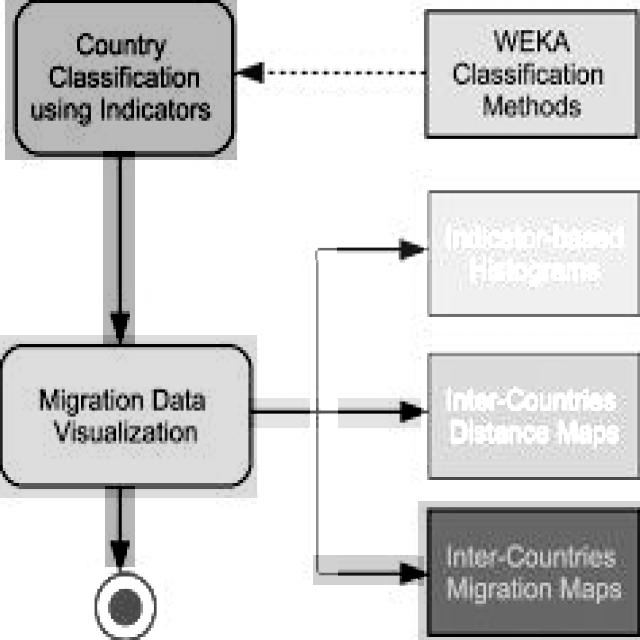 Country
Classification
using Indicators
WEKA
Classification
Methods
Indicator-based
Histograms
Migration Data
Visualization
Inter-Countries
Distance Maps
Inter-Countries
Migration Maps